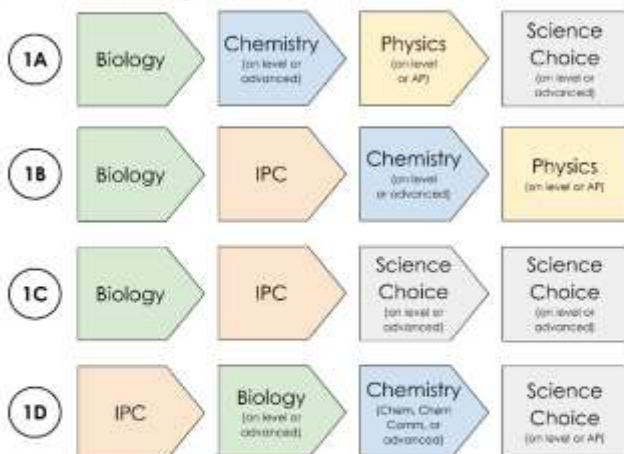 1A
Biology
Chemistry
(on level or
advanced)
Physics
(on level
or AP)
Science
Choice
(on level or
advanced)
1B
Biology
IPC
Chemistry
(on level
or advanced)
Physics
(on level or AP)
1C
Biology
IPC
Science
Choice
(on level or
advanced)
Science
Choice
(on level or
advanced)
1D
IPC
Biology
(on level or
advanced)
Chemistry
(Chem, Chem
Comm, or
advanced)
Science
Choice
(on level or AP)